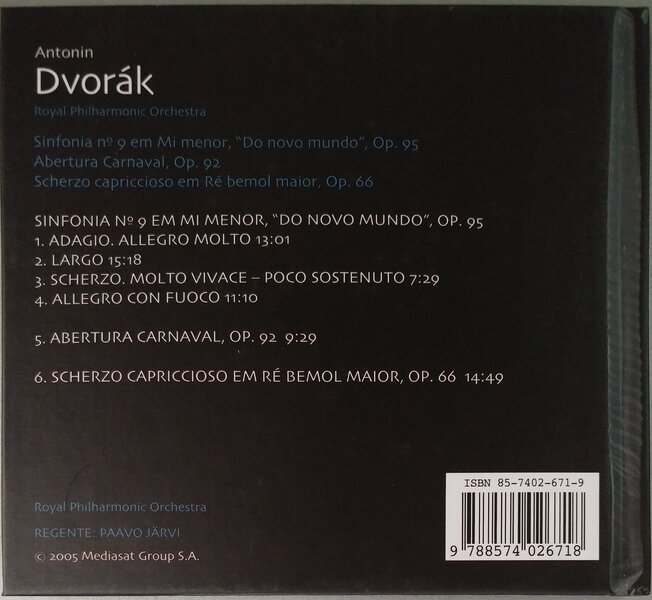 Antonin
Dvorák
Royal Philharmonic Orchestra
Sinfonia nº 9 em Mi menor, “Do novo mundo”, Op. 95
Abertura Carnaval, Op. 92
Scherzo capriccioso em Ré bemol maior, Op. 66
SINFONIA Nº 9 EM MI MENOR, “DO NOVO MUNDO”, OP. 95
1. ADAGIO. ALLEGRO MOLTO 13:01
2. LARGO 15:18
3. SCHERZO. MOLTO VIVACE – POCO SOSTENUTO 7:29
4. ALLEGRO CON FUOCO 11:10
5. ABERTURA CARNAVAL, OP. 92 9:29
6. SCHERZO CAPRICCIOSO EM RÉ BEMOL MAIOR, OP. 66 14:49
Royal Philharmonic Orchestra
REGENTE: PAAVO JÄRVI
© 2005 Mediasat Group S.A.
ISBN 85-7402-671-9
9 788574 026718